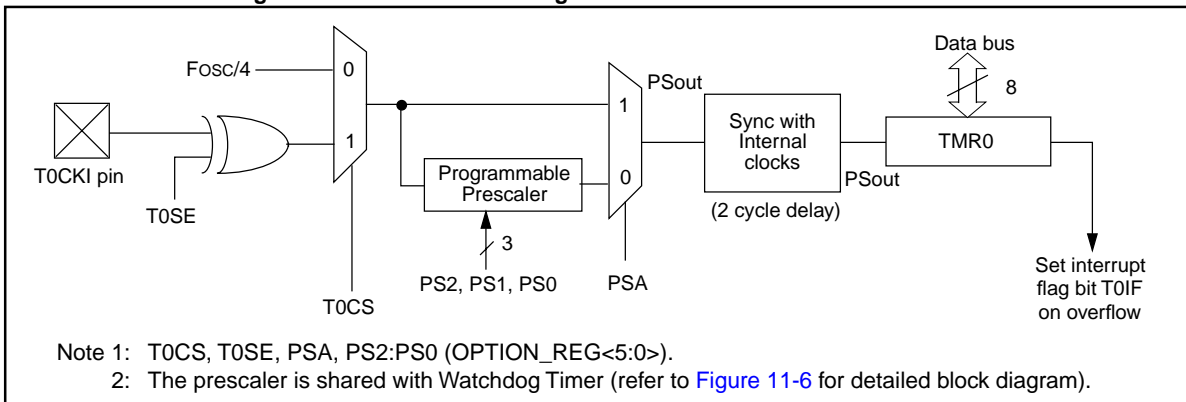 Data bus
FOSC/4
0
8
PSout
1
1
Sync with
Internal
clocks
TMR0
T0CKI pin
Programmable
Prescaler
0
PSout
T0SE
(2 cycle delay)
3
PS2, PS1, PS0
PSA
T0CS
Set interrupt
flag bit T0IF
on overflow
Note 1: T0CS, T0SE, PSA, PS2:PS0 (OPTION_REG<5:0>).
2: The prescaler is shared with Watchdog Timer (refer to Figure 11-6 for detailed block diagram).